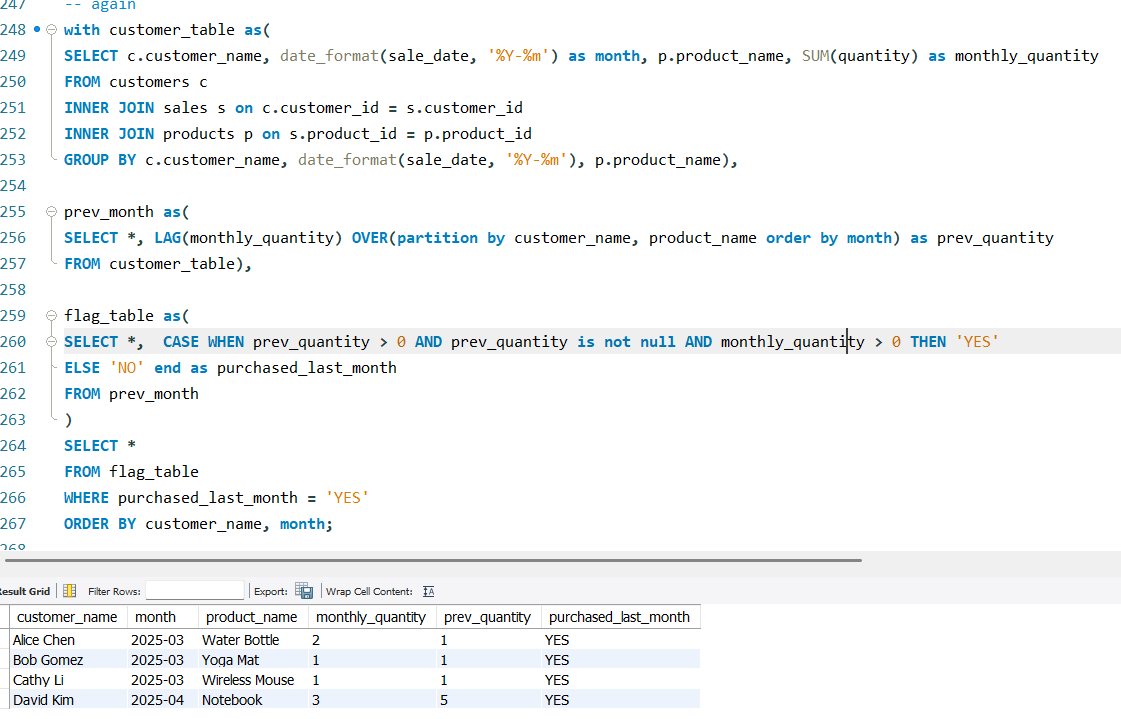 247 -- again
248 with customer_table as(
249 SELECT c.customer_name, date_format(sale_date, '%Y-%m') as month, p.product_name, SUM(quantity) as monthly_quantity
250 FROM customers c
251 INNER JOIN sales s on c.customer_id = s.customer_id
252 INNER JOIN products p on s.product_id = p.product_id
253 GROUP BY c.customer_name, date_format(sale_date, '%Y-%m'), p.product_name),
254
255 prev_month as(
256 SELECT *, LAG(monthly_quantity) OVER(partition by customer_name, product_name order by month) as prev_quantity
257 FROM customer_table),
258
259 flag_table as(
260 SELECT *,  CASE WHEN prev_quantity > 0 AND prev_quantity is not null AND monthly_quantity > 0 THEN 'YES'
261 ELSE 'NO' end as purchased_last_month
262 FROM prev_month
263 )
264 SELECT *
265 FROM flag_table
266 WHERE purchased_last_month = 'YES'
267 ORDER BY customer_name, month;
268
Result Grid Filter Rows: Export: Wrap Cell Content: IA
customer_name month product_name monthly_quantity prev_quantity purchased_last_month
Alice Chen 2025-03 Water Bottle 2 1 YES
Bob Gomez 2025-03 Yoga Mat 1 1 YES
Cathy Li 2025-03 Wireless Mouse 1 1 YES
David Kim 2025-04 Notebook 3 5 YES